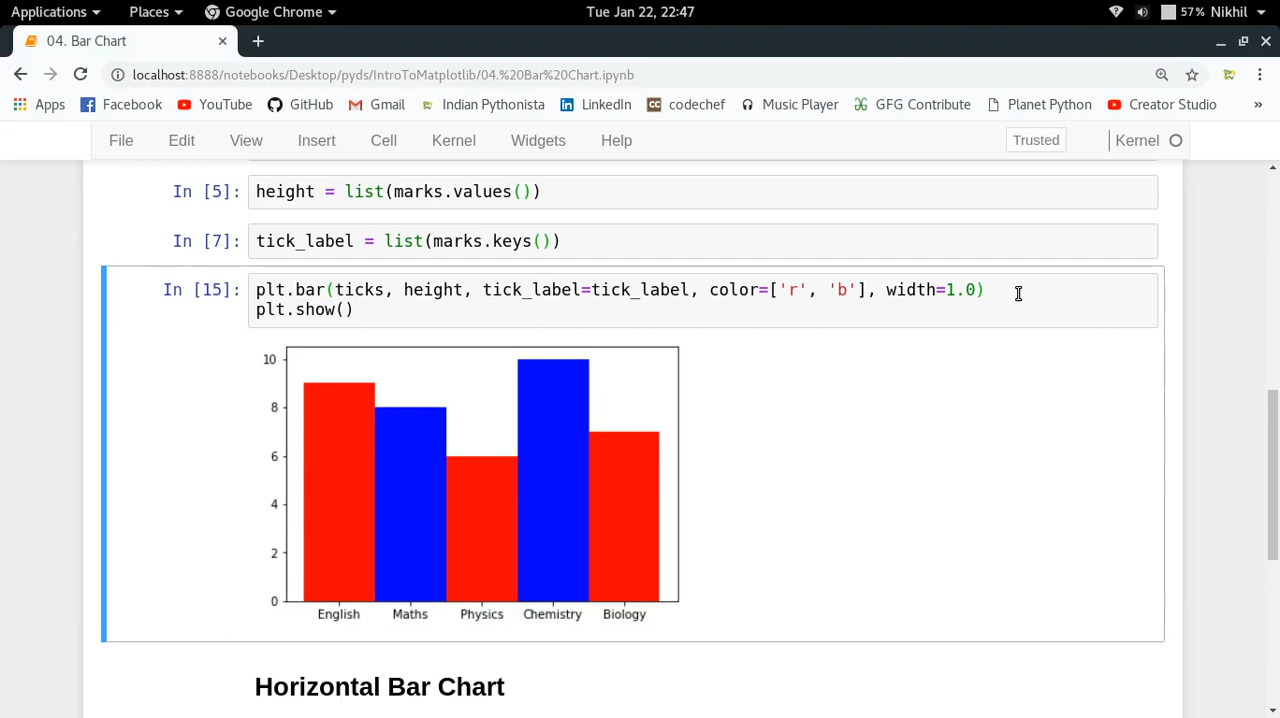 Applications Places Google Chrome Tue Jan 22, 22:47 57% Nikhil
04. Bar Chart
localhost:8888/notebooks/Desktop/pyds/IntroToMatplotlib/04.%20Bar%20Chart.ipynb
Apps Facebook YouTube GitHub Gmail Indian Pythonista LinkedIn codechef Music Player GFG Contribute Planet Python Creator Studio »
File Edit View Insert Cell Kernel Widgets Help Trusted Kernel
In [5]: height = list(marks.values())
In [7]: tick_label = list(marks.keys())
In [15]: plt.bar(ticks, height, tick_label=tick_label, color=['r', 'b'], width=1.0)
plt.show()
10
8
6
4
2
0
English Maths Physics Chemistry Biology
Horizontal Bar Chart